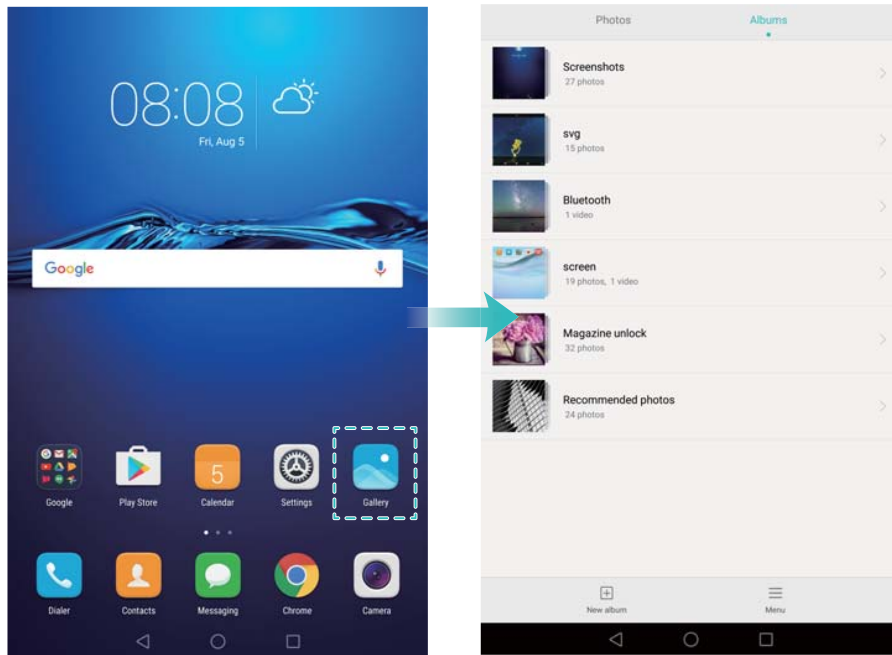 08:08
Fri, Aug 5
Google
5
Google
Play Store
Calendar
Settings
Gallery
Dialer
Contacts
Messaging
Chrome
Camera
Photos
Albums
Screenshots
27 photos
svg
15 photos
Bluetooth
1 video
screen
19 photos, 1 video
Magazine unlock
32 photos
Recommended photos
24 photos
New album
Menu